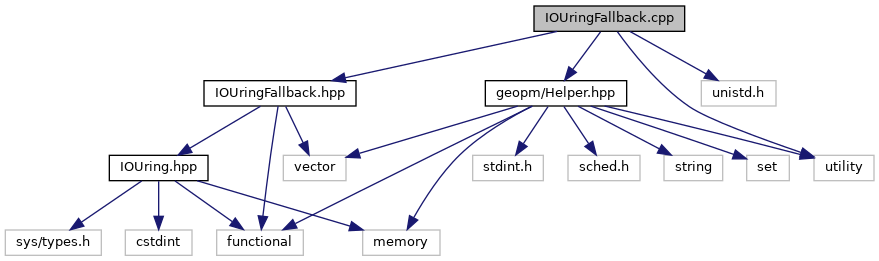 IOUringFallback.cpp
IOUringFallback.hpp
geopm/Helper.hpp
unistd.h
IOUring.hpp
vector
stdint.h
sched.h
string
set
utility
sys/types.h
cstdint
functional
memory